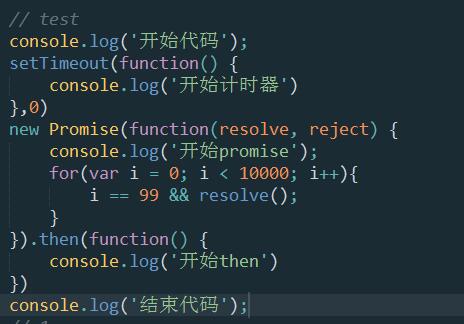 // test
console.log('开始代码');
setTimeout(function() {
    console.log('开始计时器')
},0)
new Promise(function(resolve, reject) {
    console.log('开始promise');
    for(var i = 0; i < 10000; i++){
        i == 99 && resolve();
    }
}).then(function() {
    console.log('开始then')
})
console.log('结束代码');